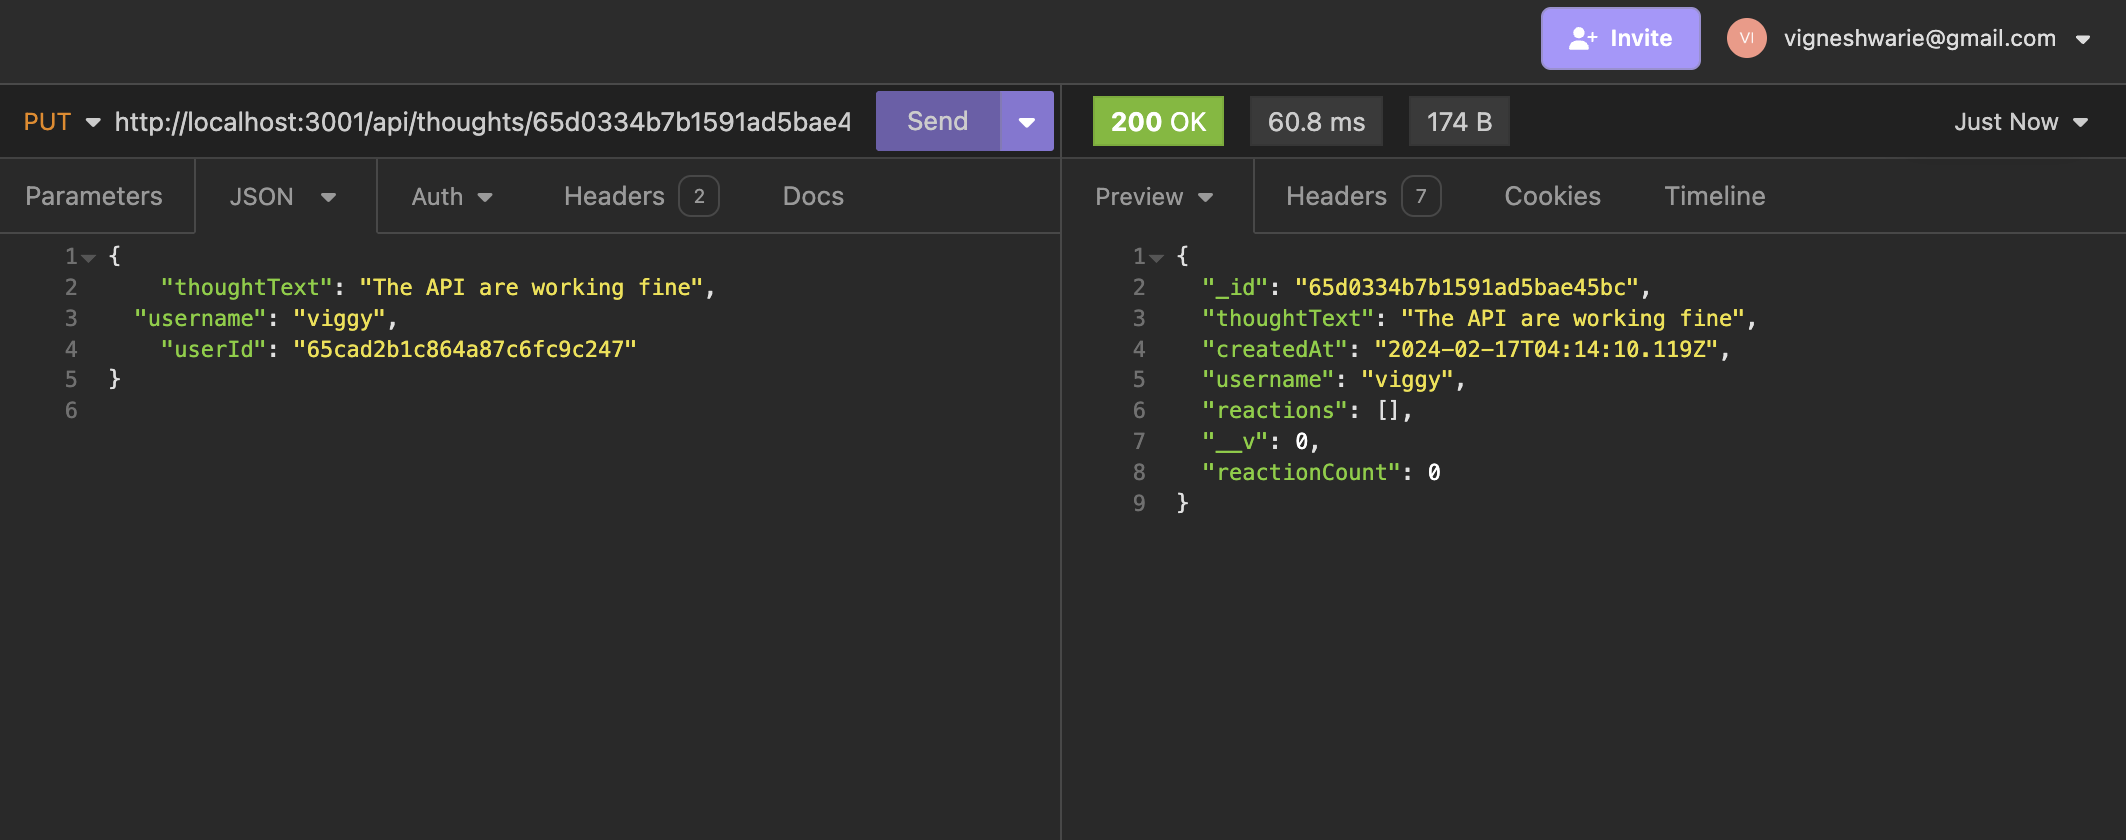 Invite
VI vigneshwarie@gmail.com
PUT http://localhost:3001/api/thoughts/65d0334b7b1591ad5bae4 Send
200 OK 60.8 ms 174 B Just Now
Parameters JSON Auth Headers 2 Docs
Preview Headers 7 Cookies Timeline
1 {
2 "thoughtText": "The API are working fine",
3 "username": "viggy",
4 "userId": "65cad2b1c864a87c6fc9c247"
5 }
6
1 {
2 "_id": "65d0334b7b1591ad5bae45bc",
3 "thoughtText": "The API are working fine",
4 "createdAt": "2024-02-17T04:14:10.119Z",
5 "username": "viggy",
6 "reactions": [],
7 "__v": 0,
8 "reactionCount": 0
9 }